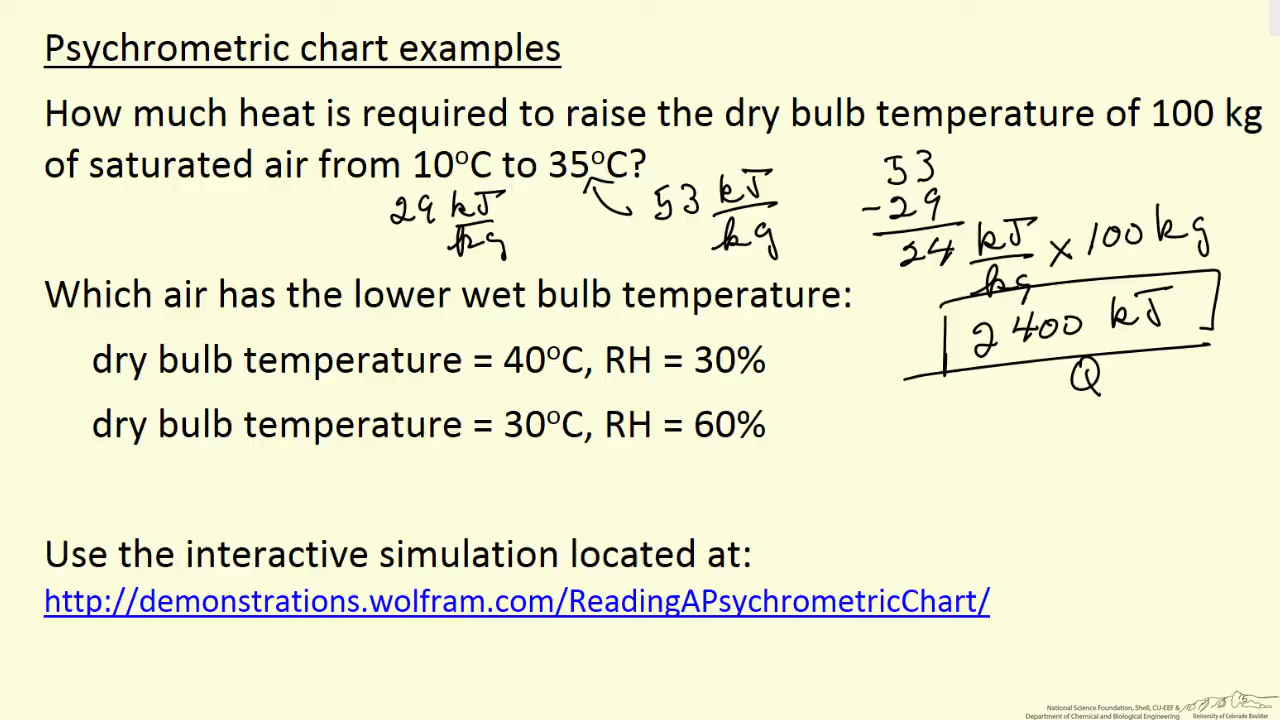 Psychrometric chart examples
How much heat is required to raise the dry bulb temperature of 100 kg
of saturated air from 10°C to 35°C?
29 kJ/kg
53 kJ/kg
53
-29
24 kJ/kg × 100 kg
2400 kJ
Q
Which air has the lower wet bulb temperature:
dry bulb temperature = 40°C, RH = 30%
dry bulb temperature = 30°C, RH = 60%
Use the interactive simulation located at:
http://demonstrations.wolfram.com/ReadingAPsychrometricChart/
National Science Foundation, Shell, CU-EEF &
Department of Chemical and Biological Engineering
University of Colorado Boulder